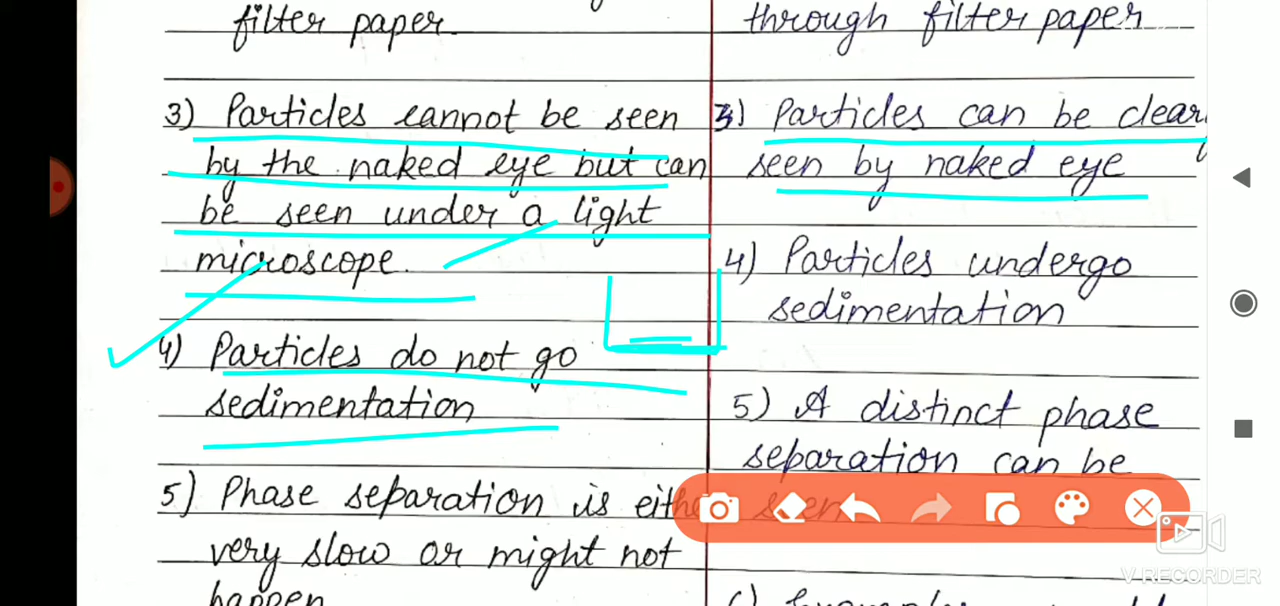 filter paper.
3) Particles cannot be seen
by the naked eye but can
be seen under a light
microscope.
4) Particles do not go
sedimentation
5) Phase separation is
very slow or might not
happen
through filter paper
3) Particles can be
seen by naked eye
4) Particles undergo
sedimentation
5) A distinct phase
separation can be
seen
V RECORDER